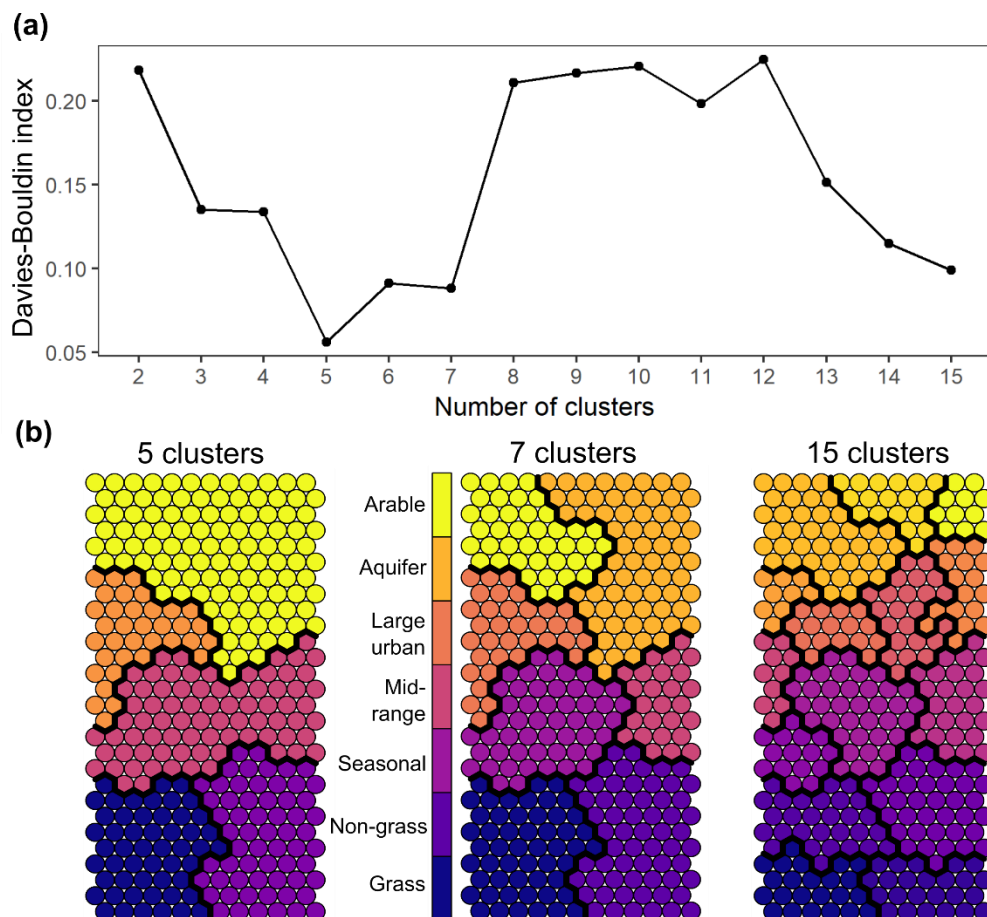 (a)
Davies-Bouldin index
0.20
0.15
0.10
0.05
2 3 4 5 6 7 8 9 10 11 12 13 14 15
Number of clusters
(b)
5 clusters
7 clusters
15 clusters
Arable
Aquifer
Large
urban
Mid-
range
Seasonal
Non-grass
Grass